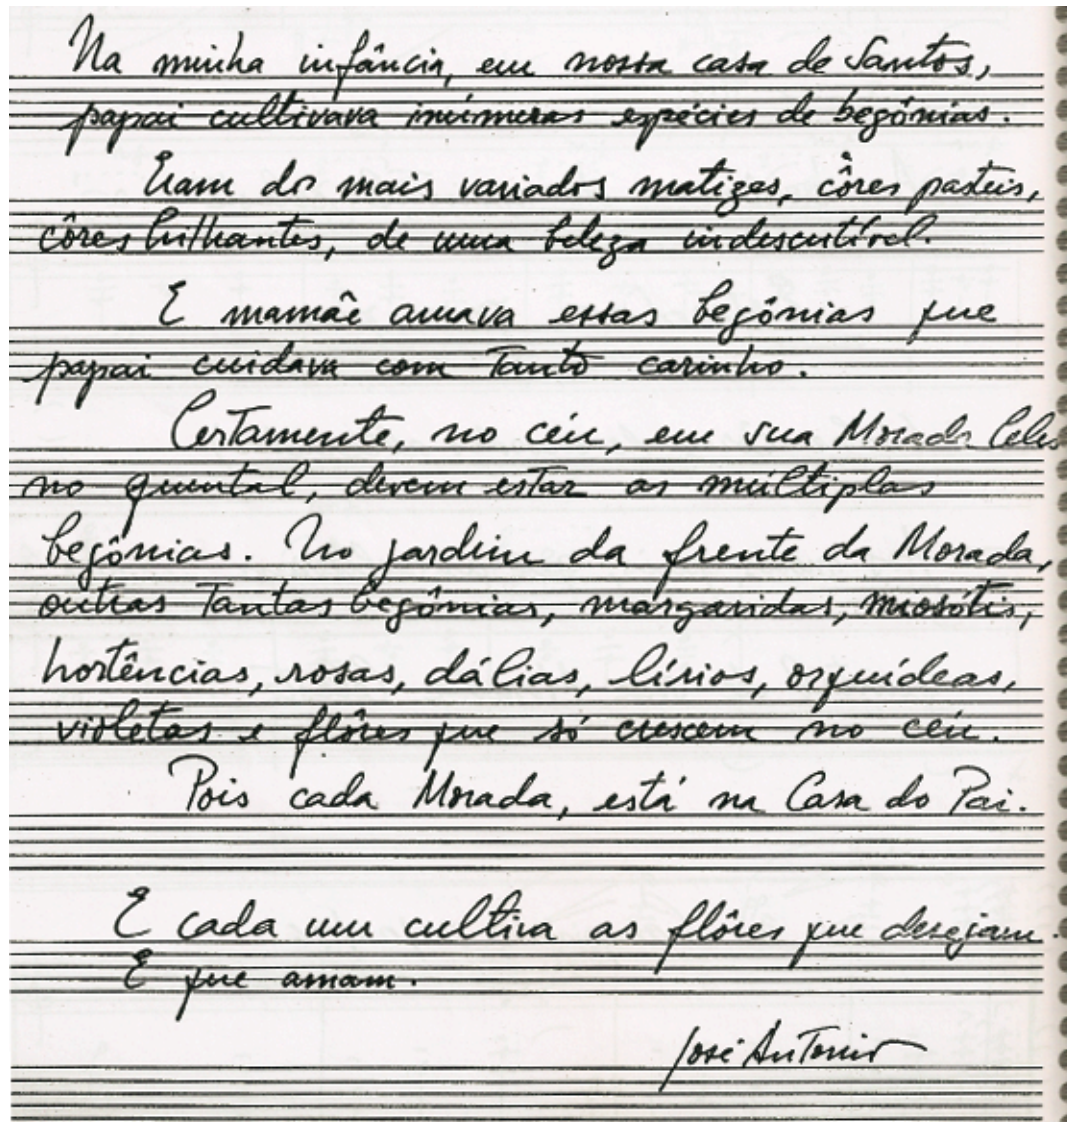 Na minha infância, em nossa casa de Santos,
papai cultivava inúmeras espécies de begônias.
Eram dos mais variados matizes, côres pasteis,
côres brilhantes, de uma beleza indescutível.
E mamãe amava essas begônias que
papai cuidava com tanto carinho.
Certamente, no céu, em sua Morada Celes
no quintal, devem estar as múltiplas
begônias. No jardim da frente da Morada,
outras tantas begônias, margaridas, miosótis,
hortências, rosas, dálias, lírios, orquídeas,
violetas e flôres que só crescem no céu.
Pois cada Morada, está na Casa do Pai.
E cada um cultiva as flôres que desejam.
E que amam.
José Antonio